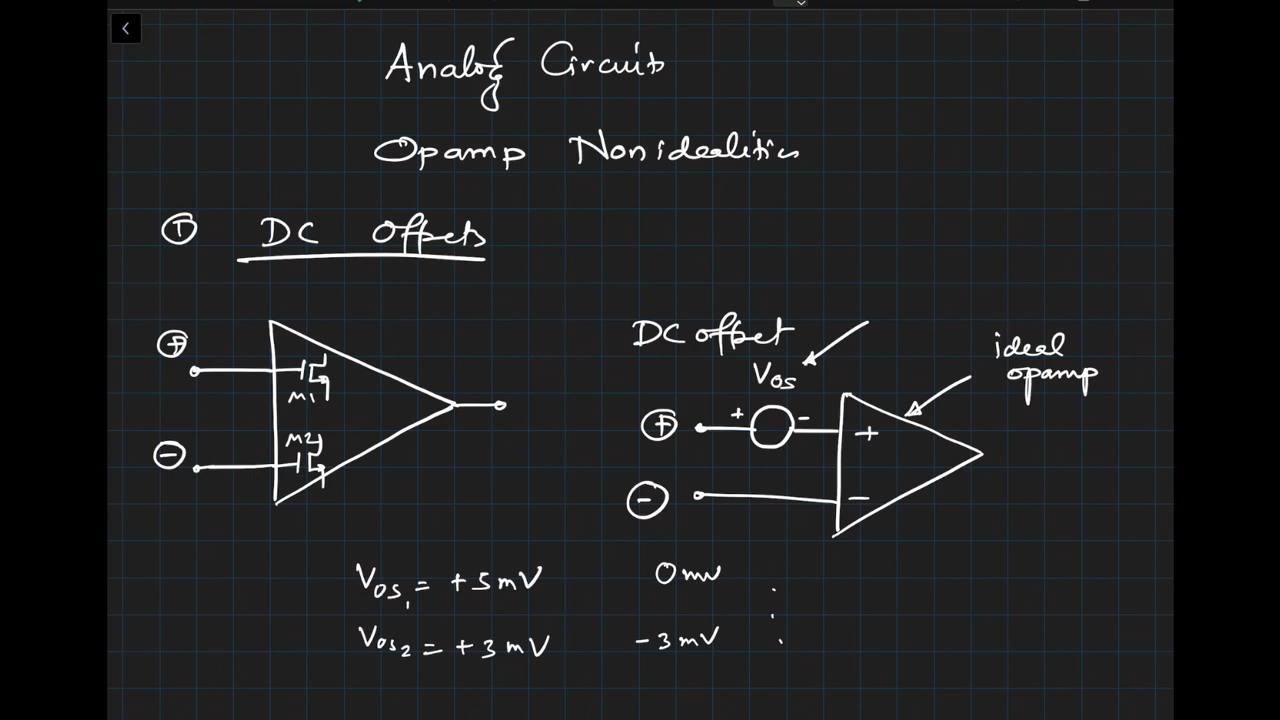 Analog Circuits
Opamp Nonidealities
① DC Offsets
⊕
M1
M2
⊖
DC offset
VOS
ideal
opamp
⊕ + - +
⊖ -
VOS1 = +5mV 0mV
VOS2 = +3mV -3mV